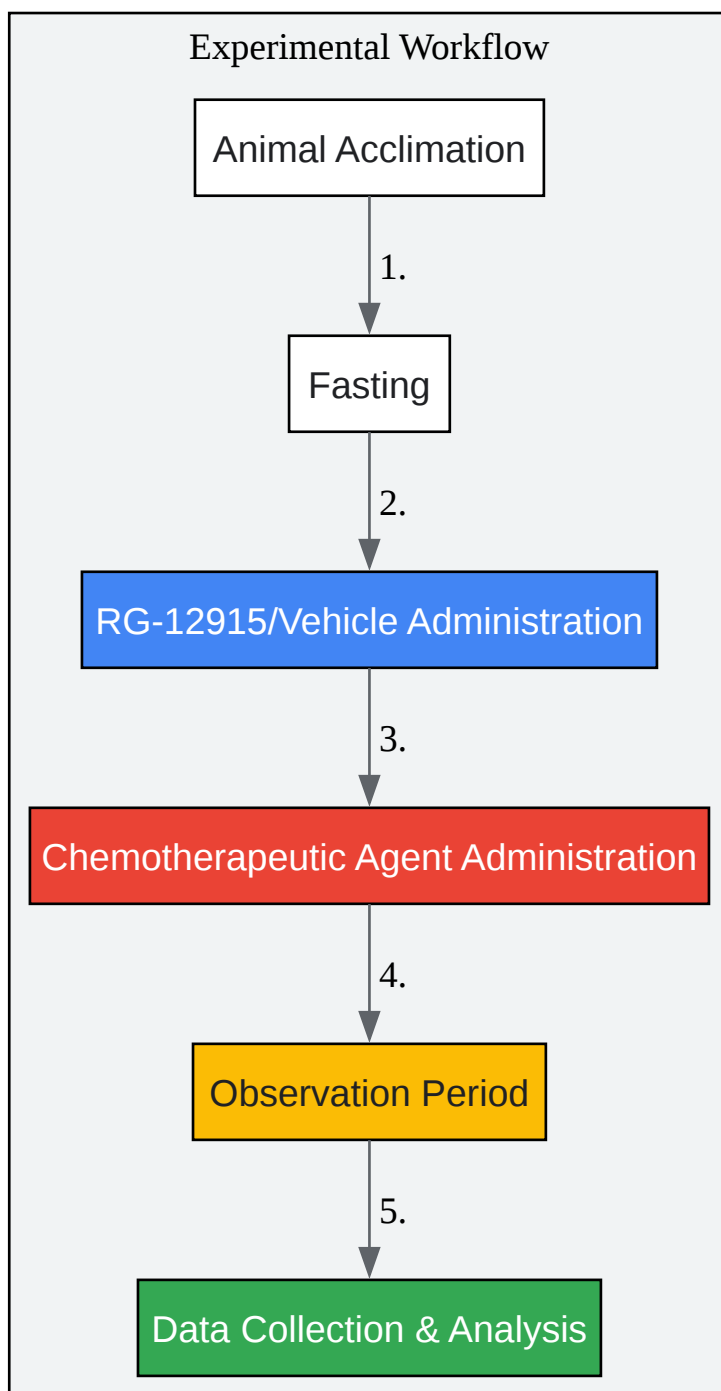 Experimental Workflow
Animal Acclimation
1.
Fasting
2.
RG-12915/Vehicle Administration
3.
Chemotherapeutic Agent Administration
4.
Observation Period
5.
Data Collection & Analysis